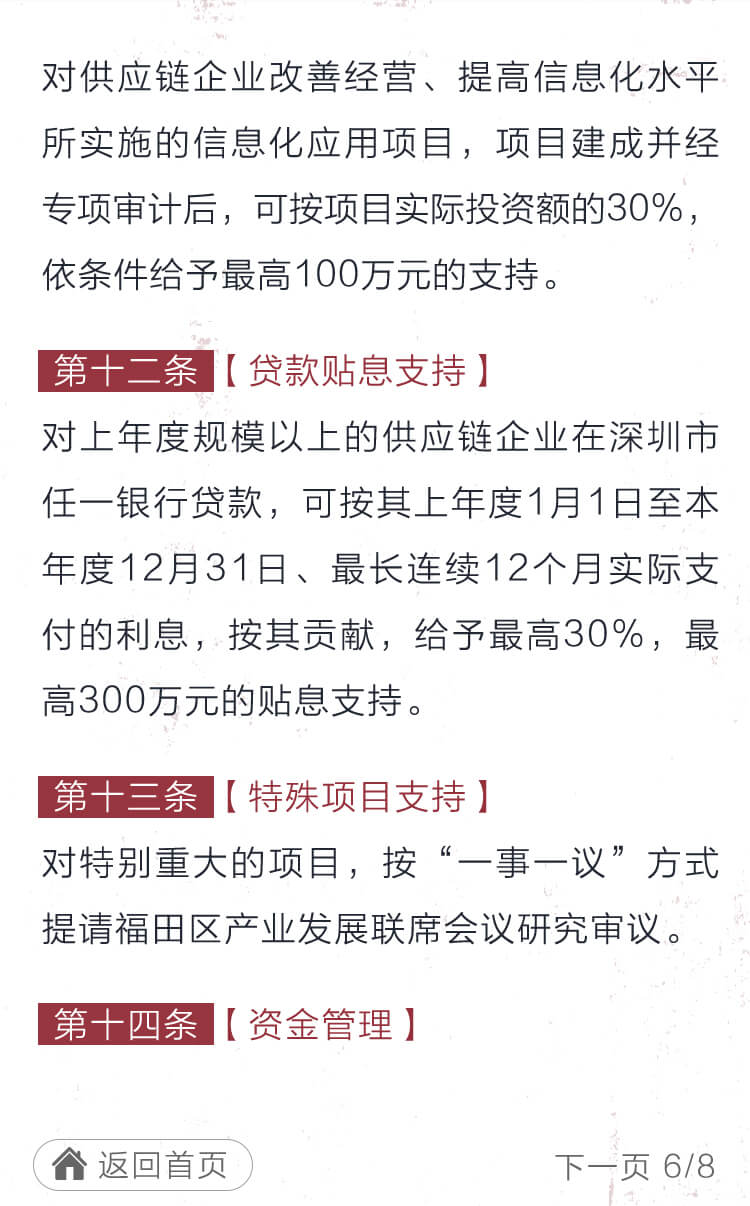 对供应链企业改善经营、提高信息化水平
所实施的信息化应用项目，项目建成并经
专项审计后，可按项目实际投资额的30%，
依条件给予最高100万元的支持。
第十二条【贷款贴息支持】
对上年度规模以上的供应链企业在深圳市
任一银行贷款，可按其上年度1月1日至本
年度12月31日、最长连续12个月实际支
付的利息，按其贡献，给予最高30%，最
高300万元的贴息支持。
第十三条【特殊项目支持】
对特别重大的项目，按“一事一议”方式
提请福田区产业发展联席会议研究审议。
第十四条【资金管理】
返回首页 下一页 6/8